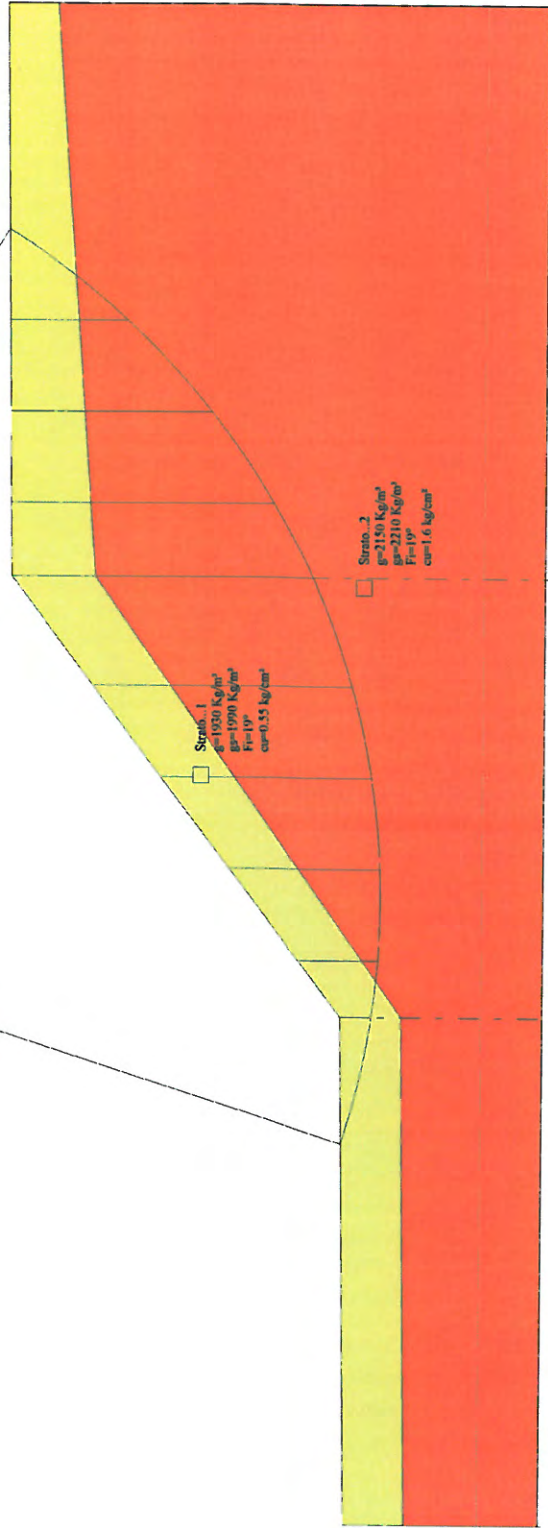 Strato...1
g=1930 Kg/m³
gs=1990 Kg/m³
Fi=19°
cu=0.55 kg/cm²
Strato...2
g=2150 Kg/m³
gs=2210 Kg/m³
Fi=19°
cu=1.6 kg/cm²